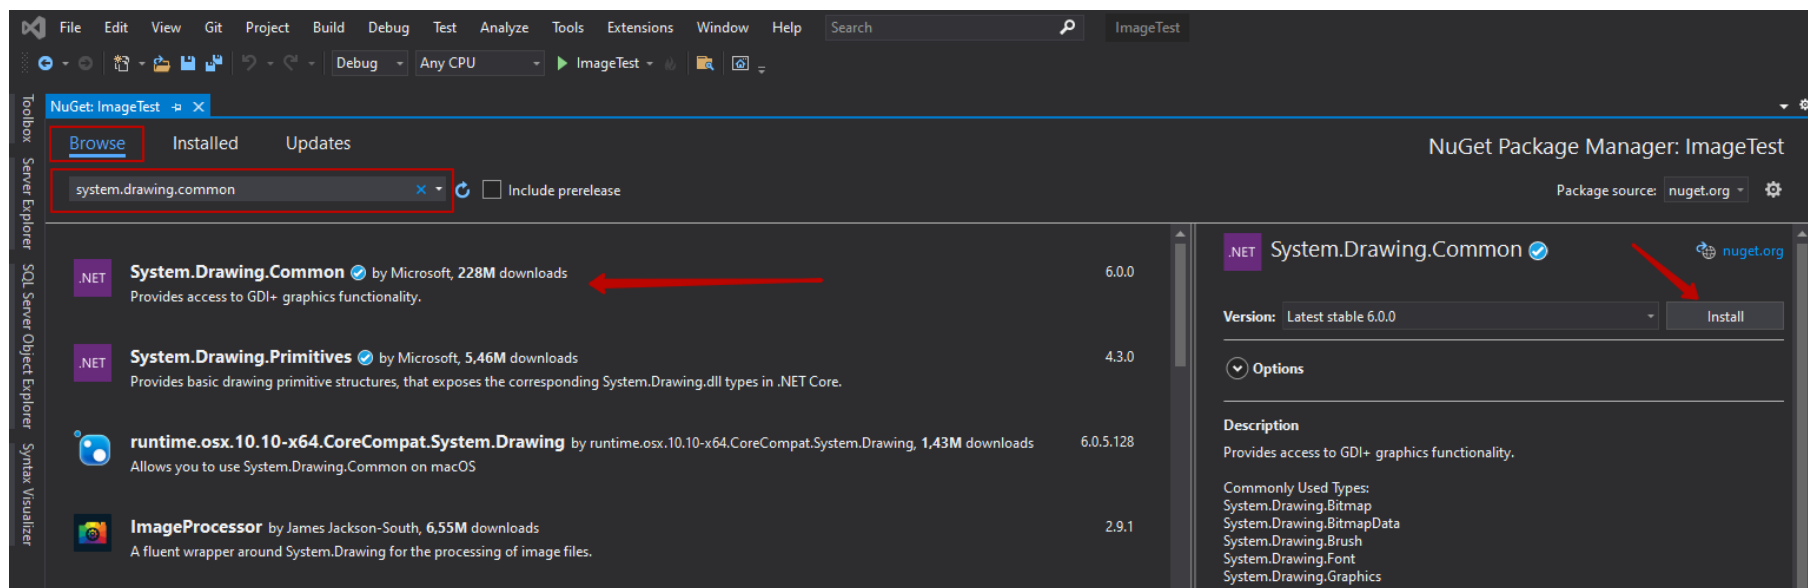 File Edit View Git Project Build Debug Test Analyze Tools Extensions Window Help Search ImageTest
Debug Any CPU ImageTest
NuGet: ImageTest
Browse Installed Updates
NuGet Package Manager: ImageTest
system.drawing.common
Include prerelease
Package source: nuget.org
Toolbox
Server Explorer
SQL Server Object Explorer
Syntax Visualizer
.NET
System.Drawing.Common by Microsoft, 228M downloads
6.0.0
Provides access to GDI+ graphics functionality.
.NET
System.Drawing.Primitives by Microsoft, 5,46M downloads
4.3.0
Provides basic drawing primitive structures, that exposes the corresponding System.Drawing.dll types in .NET Core.
runtime.osx.10.10-x64.CoreCompat.System.Drawing by runtime.osx.10.10-x64.CoreCompat.System.Drawing, 1,43M downloads
6.0.5.128
Allows you to use System.Drawing.Common on macOS
ImageProcessor by James Jackson-South, 6,55M downloads
2.9.1
A fluent wrapper around System.Drawing for the processing of image files.
.NET System.Drawing.Common
nuget.org
Version: Latest stable 6.0.0
Install
Options
Description
Provides access to GDI+ graphics functionality.
Commonly Used Types:
System.Drawing.Bitmap
System.Drawing.BitmapData
System.Drawing.Brush
System.Drawing.Font
System.Drawing.Graphics